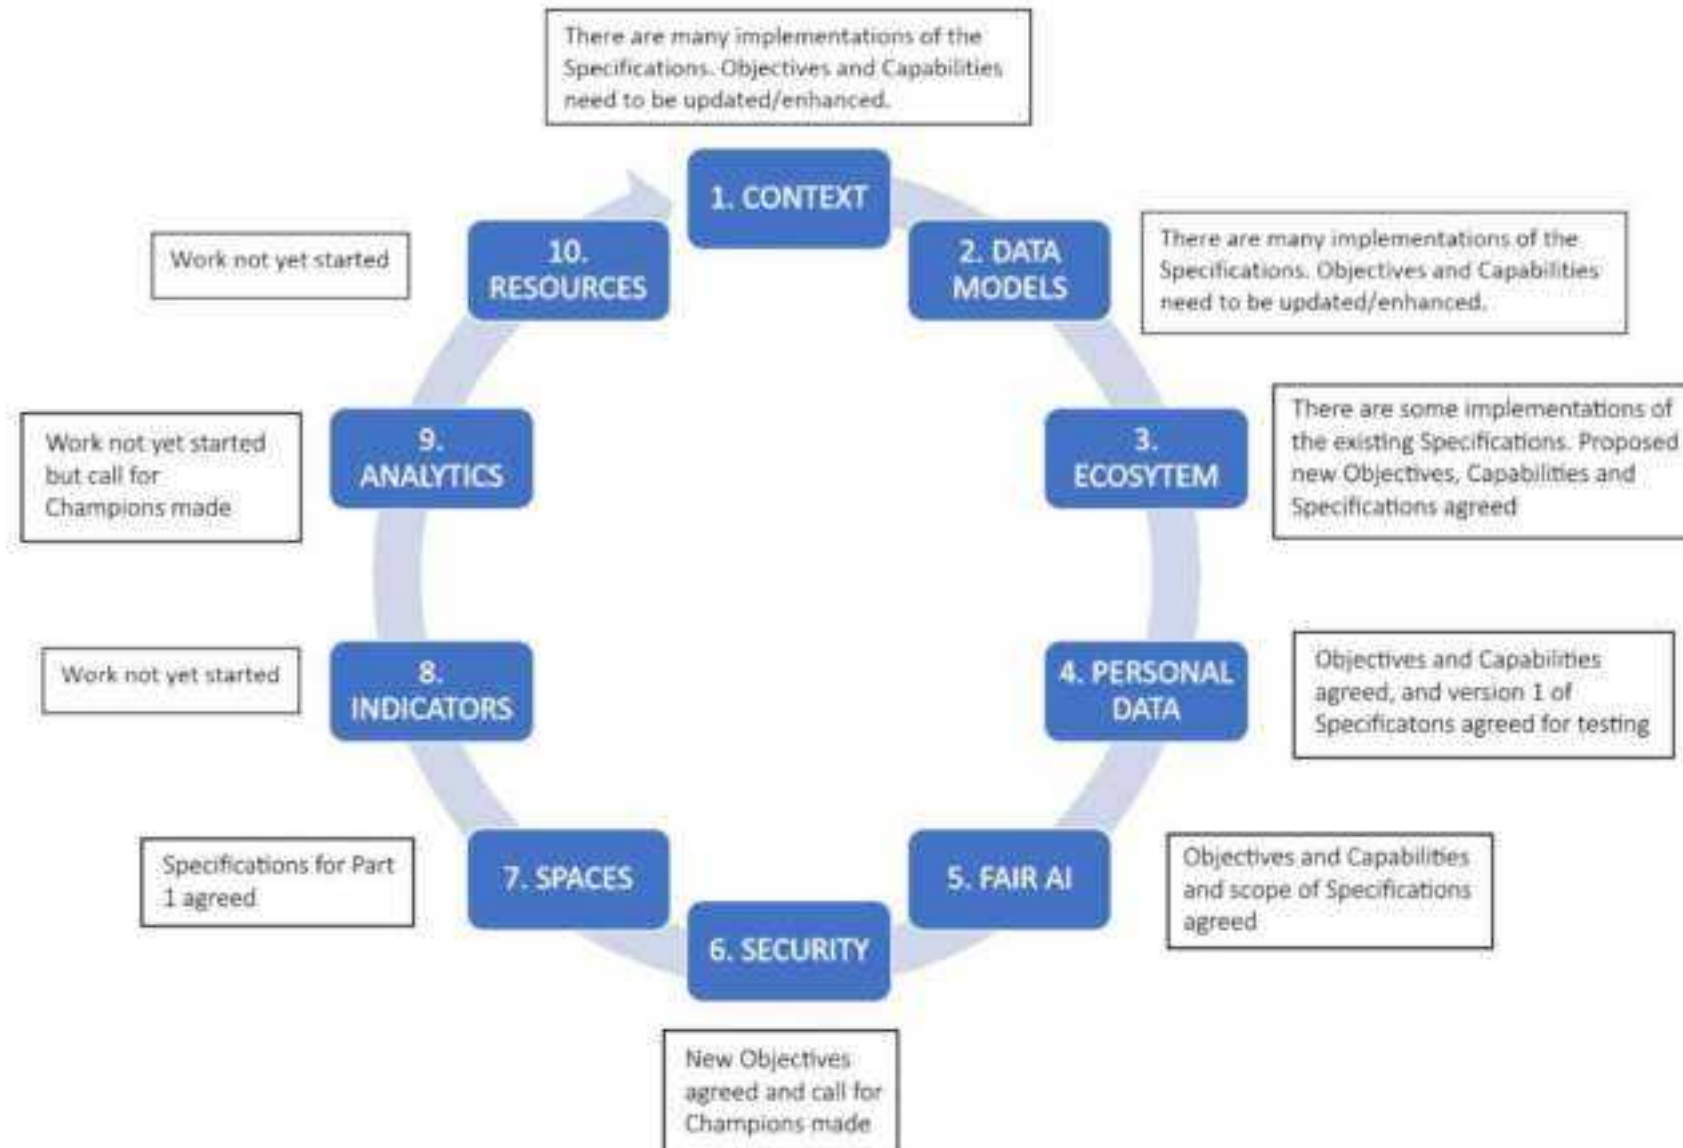 There are many implementations of the
Specifications. Objectives and Capabilities
need to be updated/enhanced.
1. CONTEXT
2. DATA
MODELS
There are many implementations of the
Specifications. Objectives and Capabilities
need to be updated/enhanced.
3.
ECOSYTEM
There are some implementations of
the existing Specifications. Proposed
new Objectives, Capabilities and
Specifications agreed
4. PERSONAL
DATA
Objectives and Capabilities
agreed, and version 1 of
Specificatons agreed for testing
5. FAIR AI
Objectives and Capabilities
and scope of Specifications
agreed
6. SECURITY
New Objectives
agreed and call for
Champions made
7. SPACES
Specifications for Part
1 agreed
8.
INDICATORS
Work not yet started
9.
ANALYTICS
Work not yet started
but call for
Champions made
10.
RESOURCES
Work not yet started